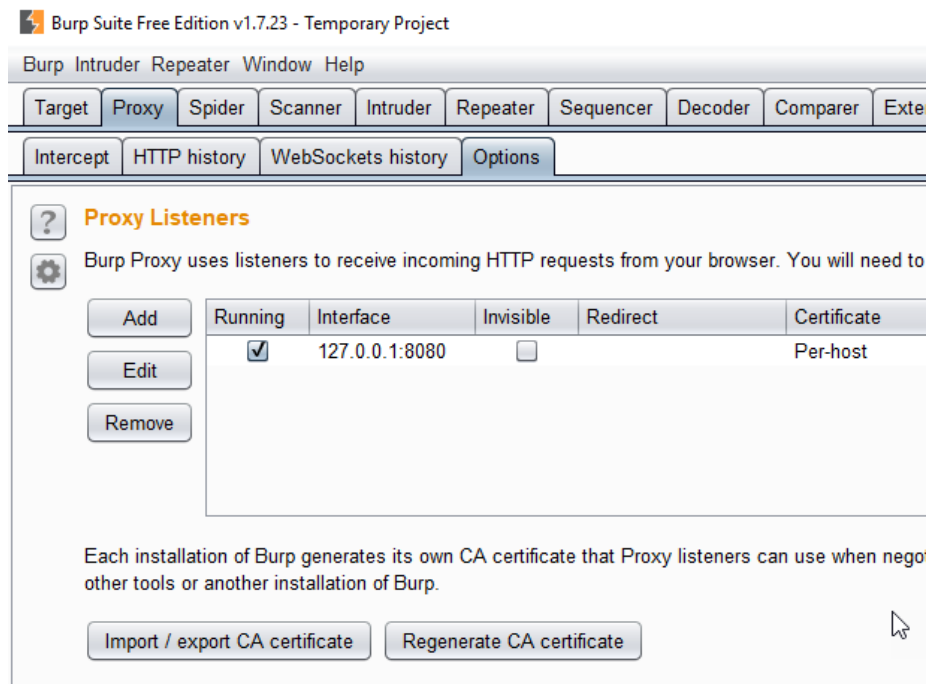 Burp Suite Free Edition v1.7.23 - Temporary Project
Burp Intruder Repeater Window Help
Target Proxy Spider Scanner Intruder Repeater Sequencer Decoder Comparer Exte
Intercept HTTP history WebSockets history Options
? Proxy Listeners
Burp Proxy uses listeners to receive incoming HTTP requests from your browser. You will need to
Add Running Interface Invisible Redirect Certificate
127.0.0.1:8080 Per-host
Edit
Remove
Each installation of Burp generates its own CA certificate that Proxy listeners can use when nego
other tools or another installation of Burp.
Import / export CA certificate Regenerate CA certificate